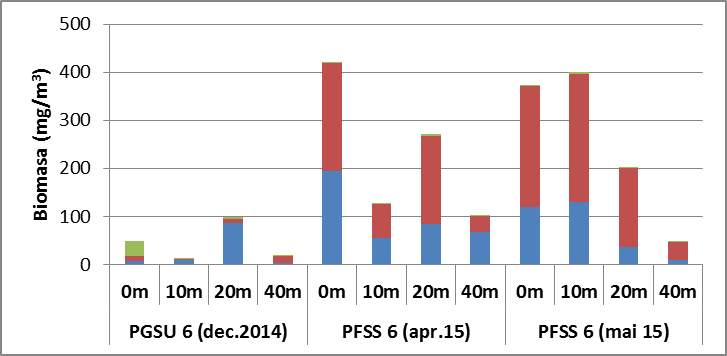 500
400
300
200
100
0
Biomasa (mg/m³)
0m 10m 20m 40m 0m 10m 20m 40m 0m 10m 20m 40m
PGSU 6 (dec.2014) PFSS 6 (apr.15) PFSS 6 (mai 15)